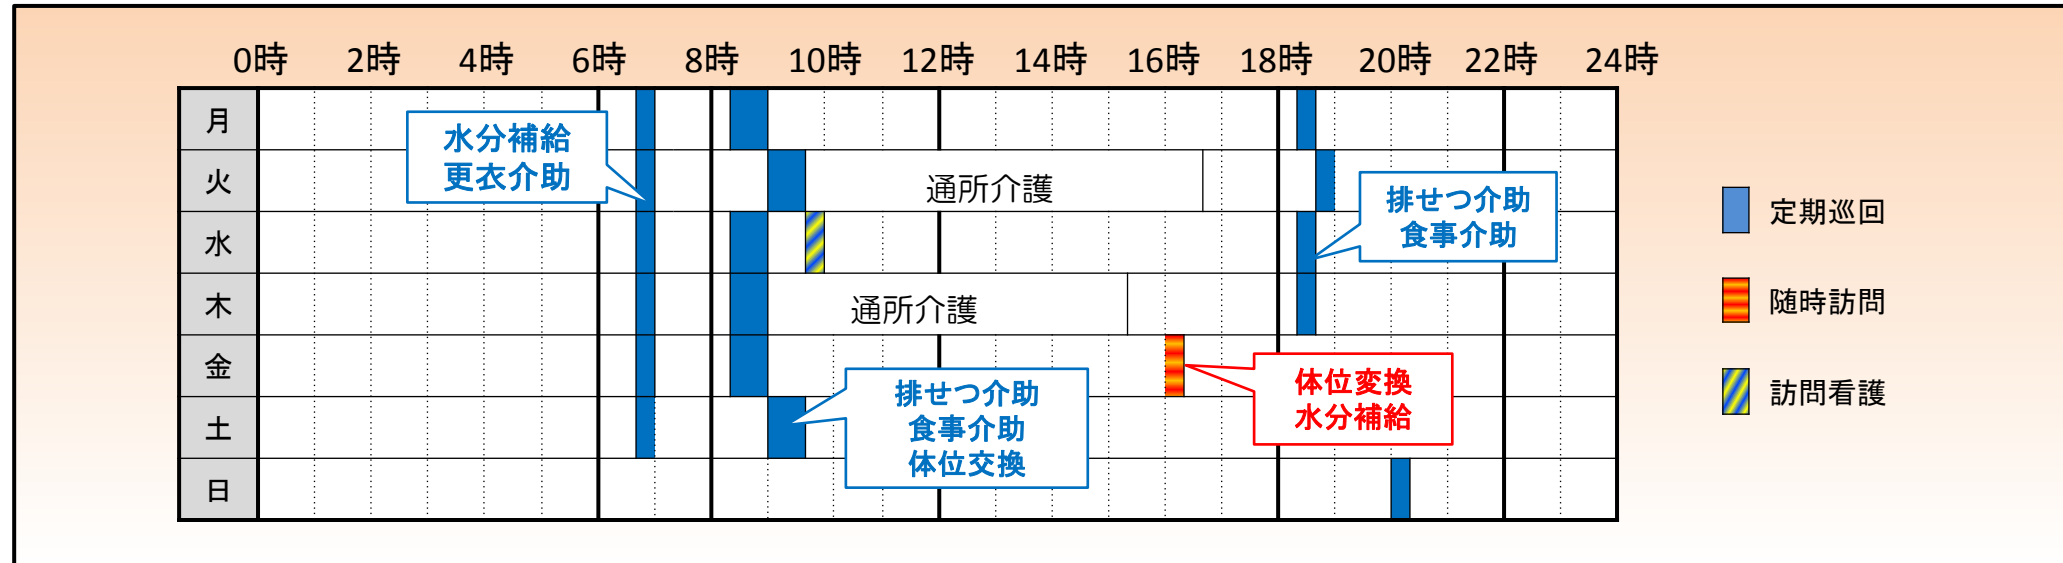 0時 2時 4時 6時 8時 10時 12時 14時 16時 18時 20時 22時 24時
月
水分補給
更衣介助
火
通所介護
排せつ介助
食事介助
定期巡回
水
木
通所介護
随時訪問
金
体位変換
水分補給
排せつ介助
食事介助
体位交換
訪問看護
土
日